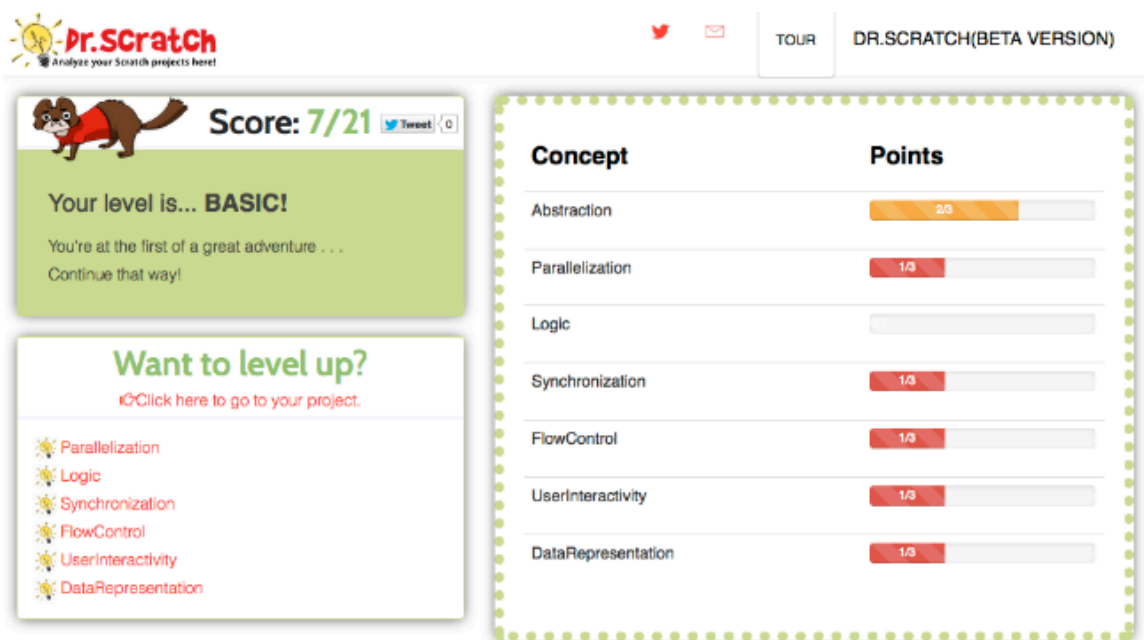 Dr.Scratch
Analyze your Scratch projects here!
TOUR
DR.SCRATCH(BETA VERSION)
Score: 7/21
Tweet
0
Your level is... BASIC!
You're at the first of a great adventure . . .
Continue that way!
Want to level up?
Click here to go to your project.
Parallelization
Logic
Synchronization
FlowControl
UserInteractivity
DataRepresentation
Concept Points
Abstraction 2/3
Parallelization 1/3
Logic
Synchronization 1/3
FlowControl 1/3
UserInteractivity 1/3
DataRepresentation 1/3